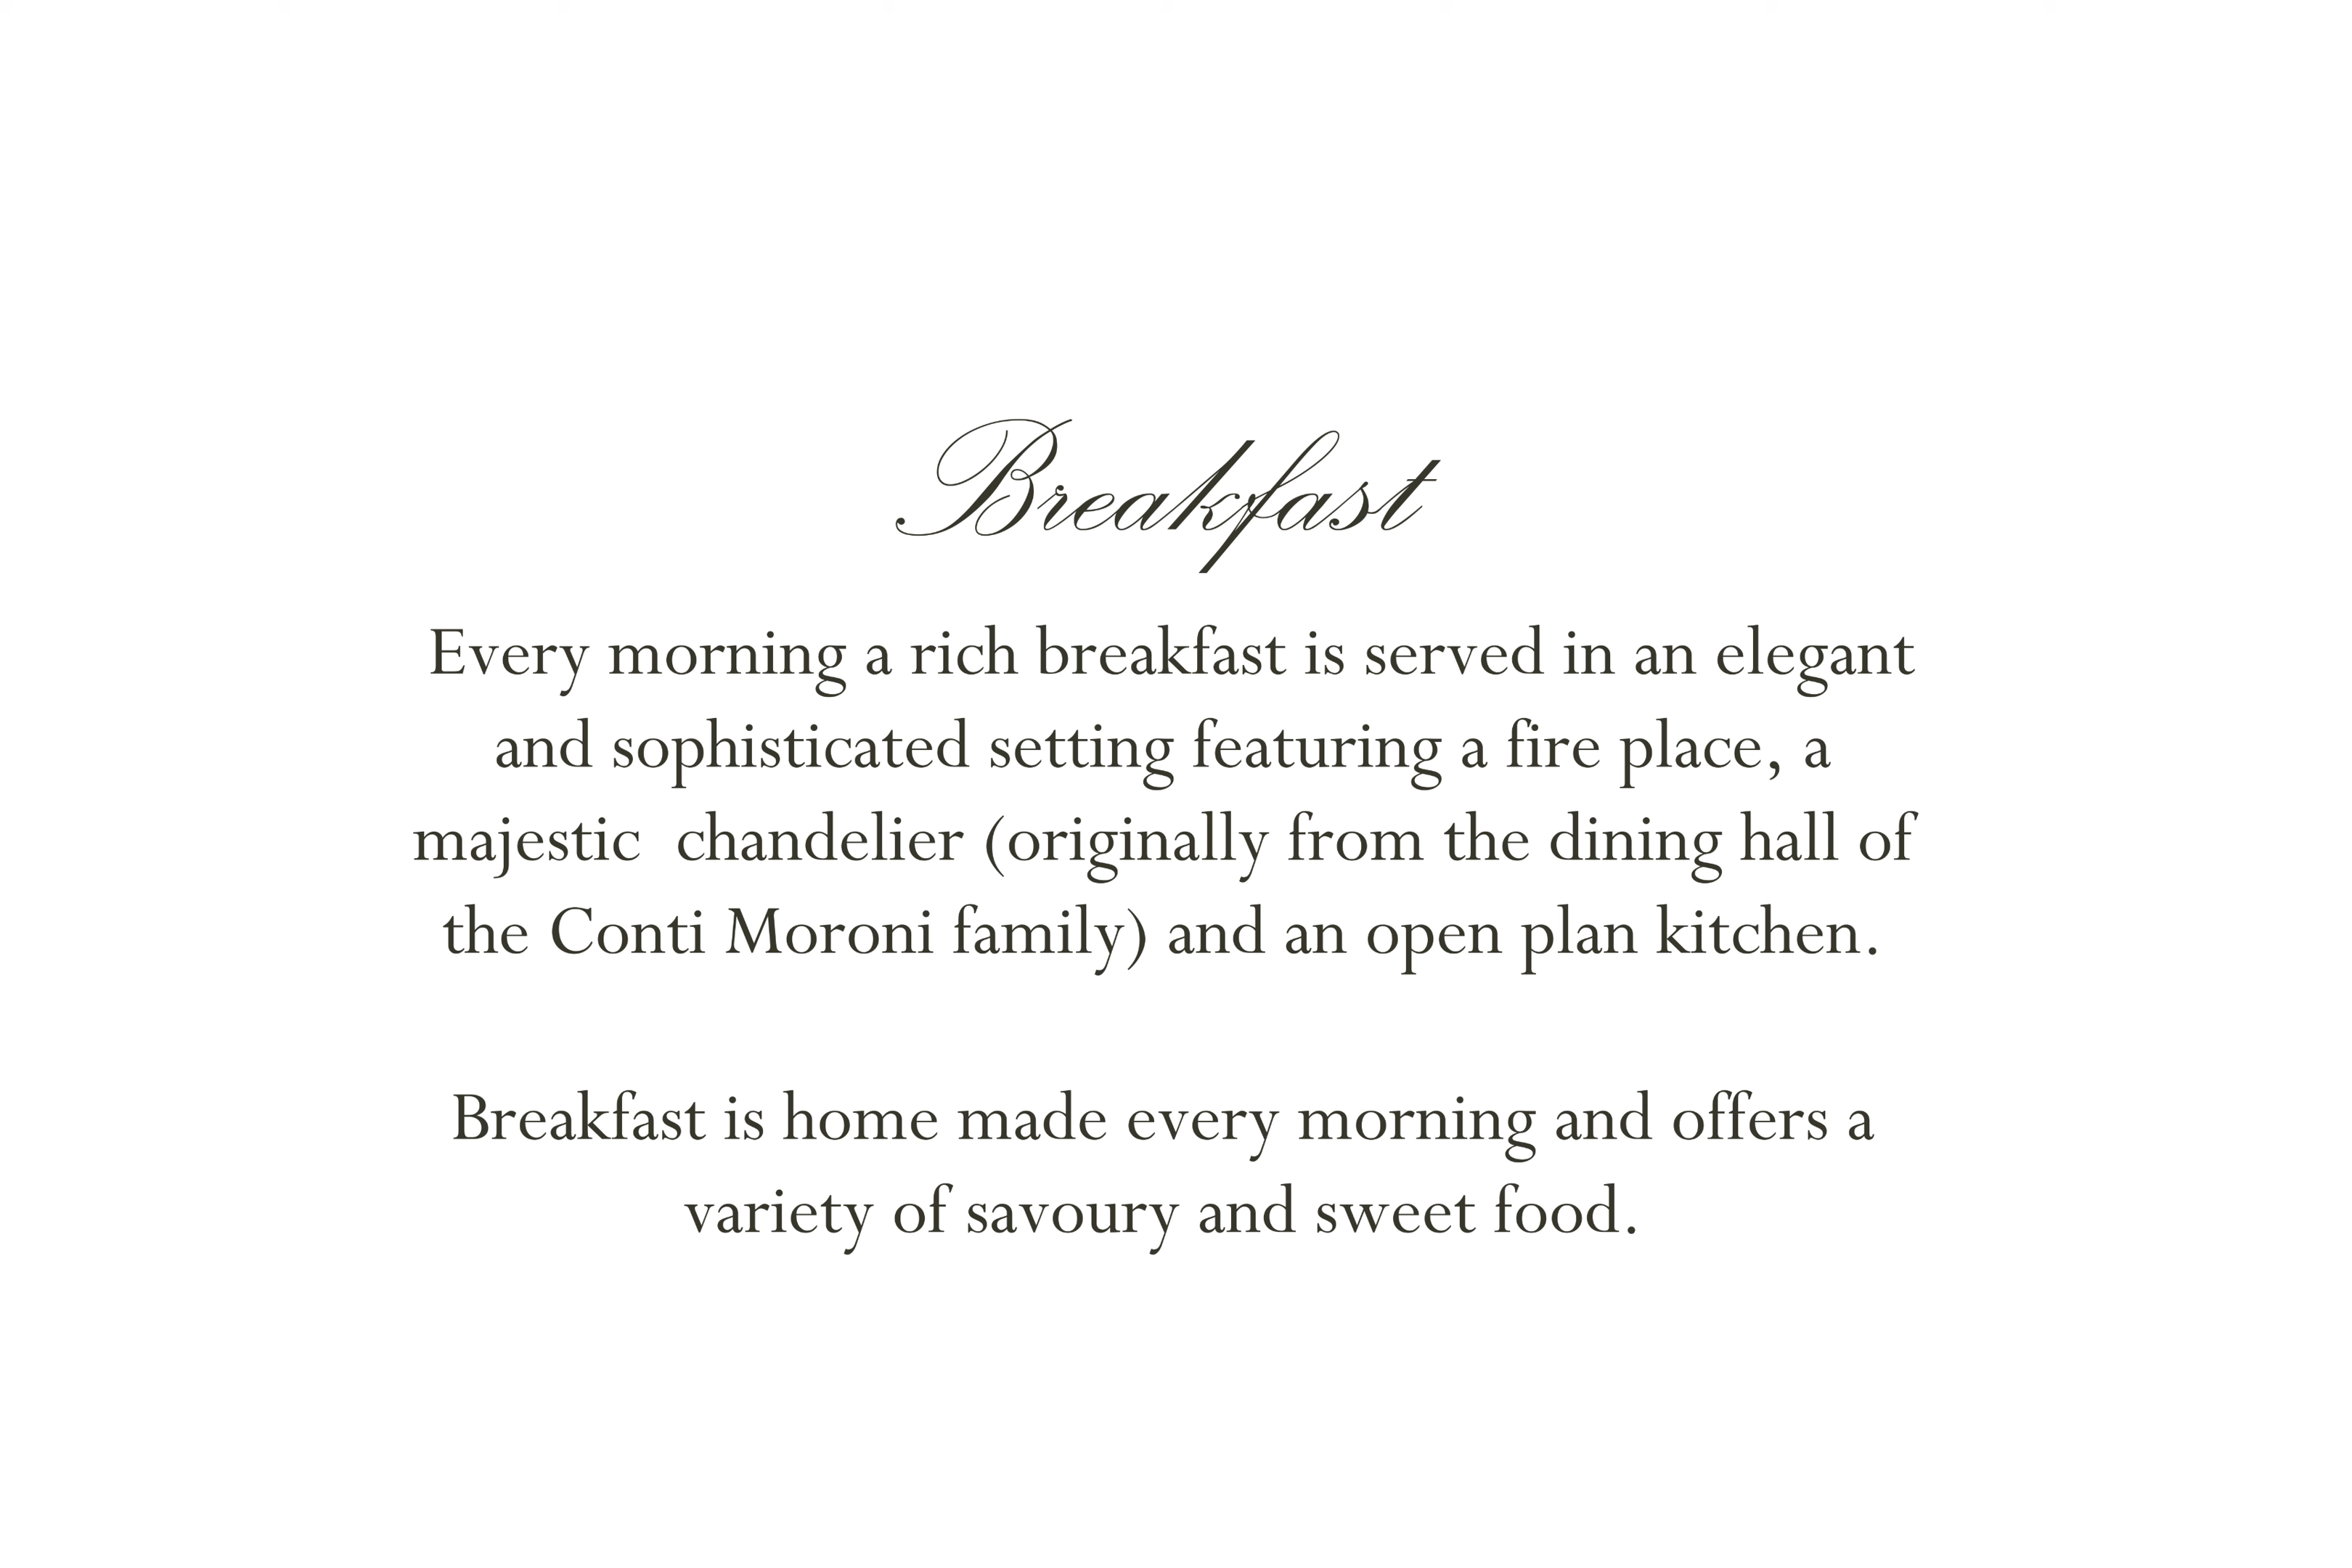 Breakfast
Every morning a rich breakfast is served in an elegant
and sophisticated setting featuring a fire place, a
majestic  chandelier (originally from the dining hall of
the Conti Moroni family) and an open plan kitchen.
Breakfast is home made every morning and offers a
variety of savoury and sweet food.